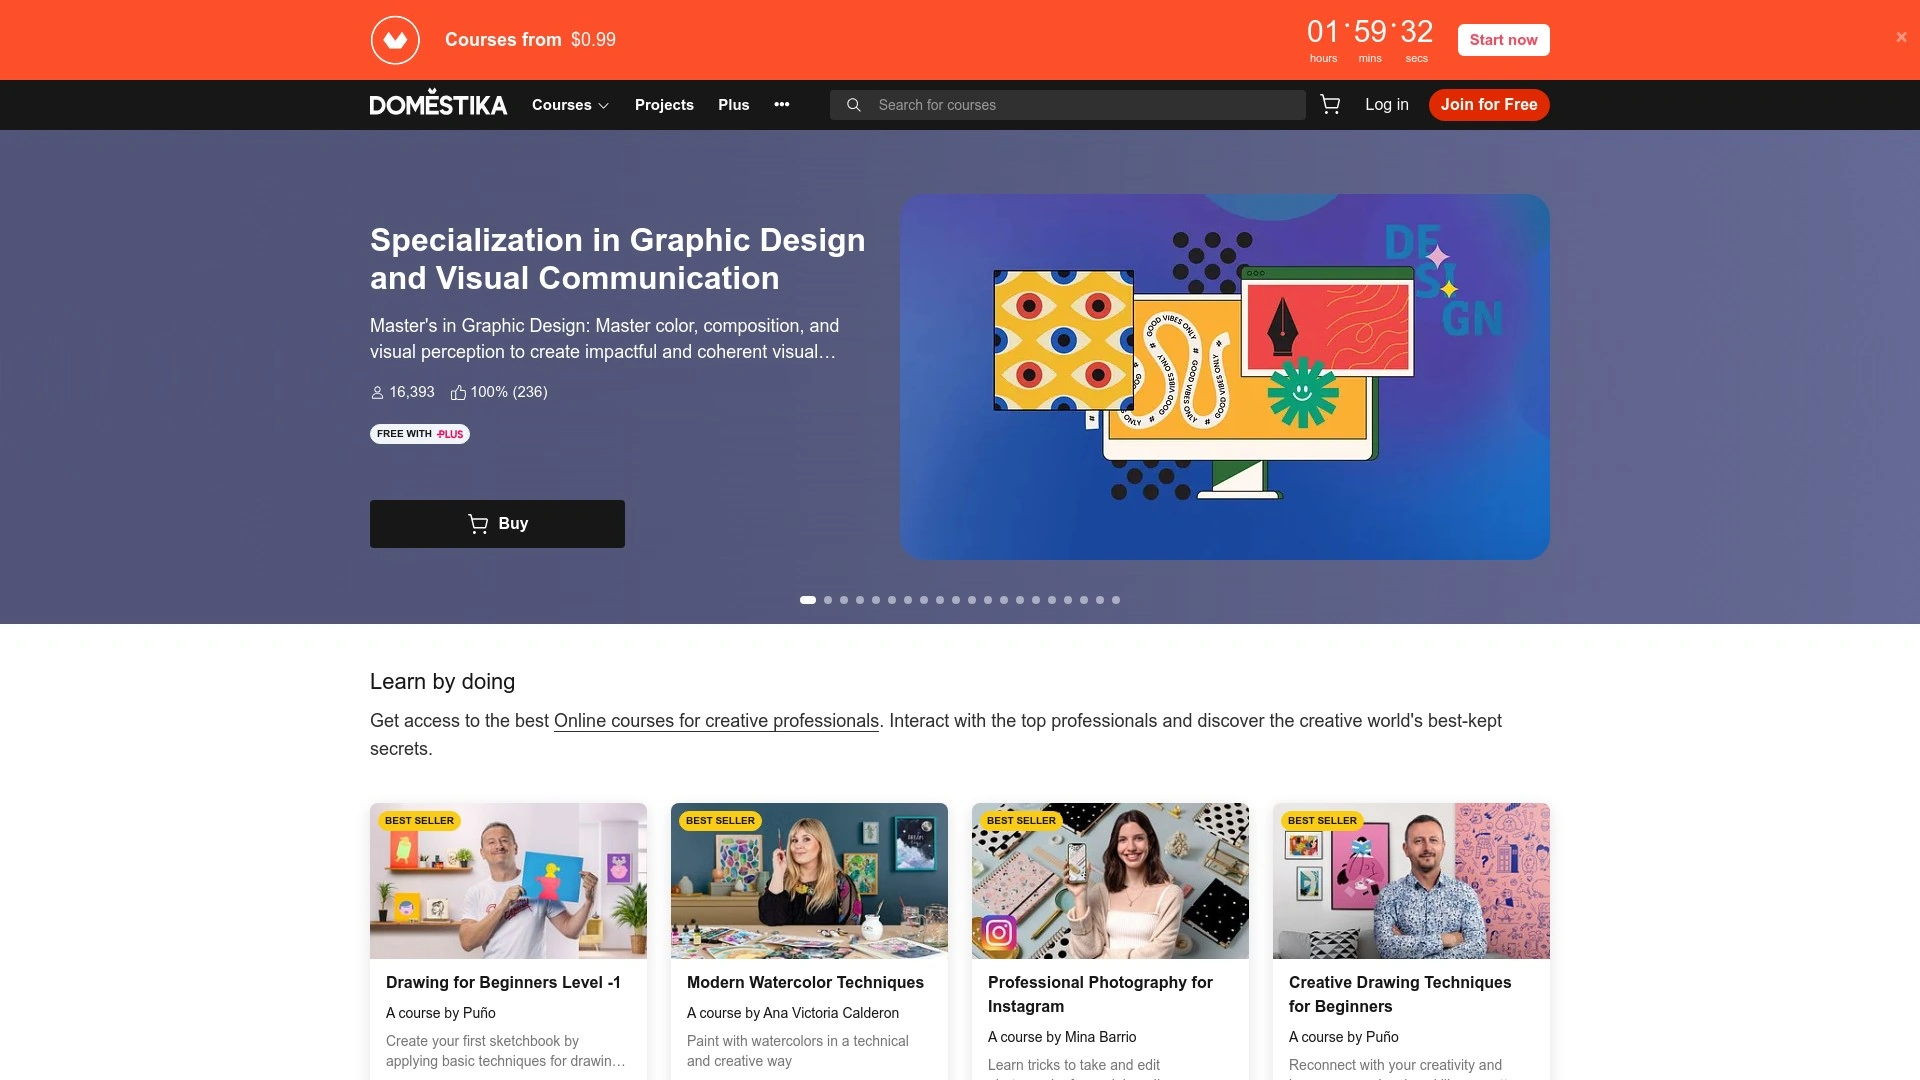 Courses from $0.99
01 : 59 : 32
hours mins secs
Start now
×
DOMESTIKA
Courses
Projects
Plus
•••
Search for courses
Log in
Join for Free
Specialization in Graphic Design
and Visual Communication
Master's in Graphic Design: Master color, composition, and
visual perception to create impactful and coherent visual…
16,393 100% (236)
FREE WITH PLUS
Buy
DE
SI
GN
GOOD VIBES ONLY
# GOOD VIBES ONLY #
GOOD VIBES ONLY #
Learn by doing
Get access to the best Online courses for creative professionals. Interact with the top professionals and discover the creative world's best-kept
secrets.
BEST SELLER
Drawing for Beginners Level -1
A course by Puño
Create your first sketchbook by
applying basic techniques for drawin…
BEST SELLER
DREAM
Modern Watercolor Techniques
A course by Ana Victoria Calderon
Paint with watercolors in a technical
and creative way
BEST SELLER
Professional Photography for
Instagram
A course by Mina Barrio
Learn tricks to take and edit
BEST SELLER
Creative Drawing Techniques
for Beginners
A course by Puño
Reconnect with your creativity and